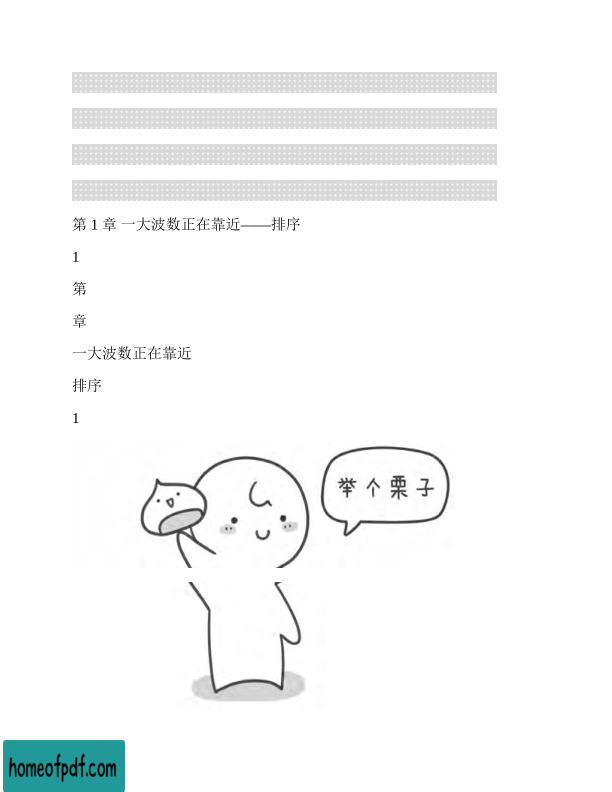 第 1 章 一大波数正在靠近——排序
1
第
章
一大波数正在靠近
排序
1
举个栗子
homeofpdf.com